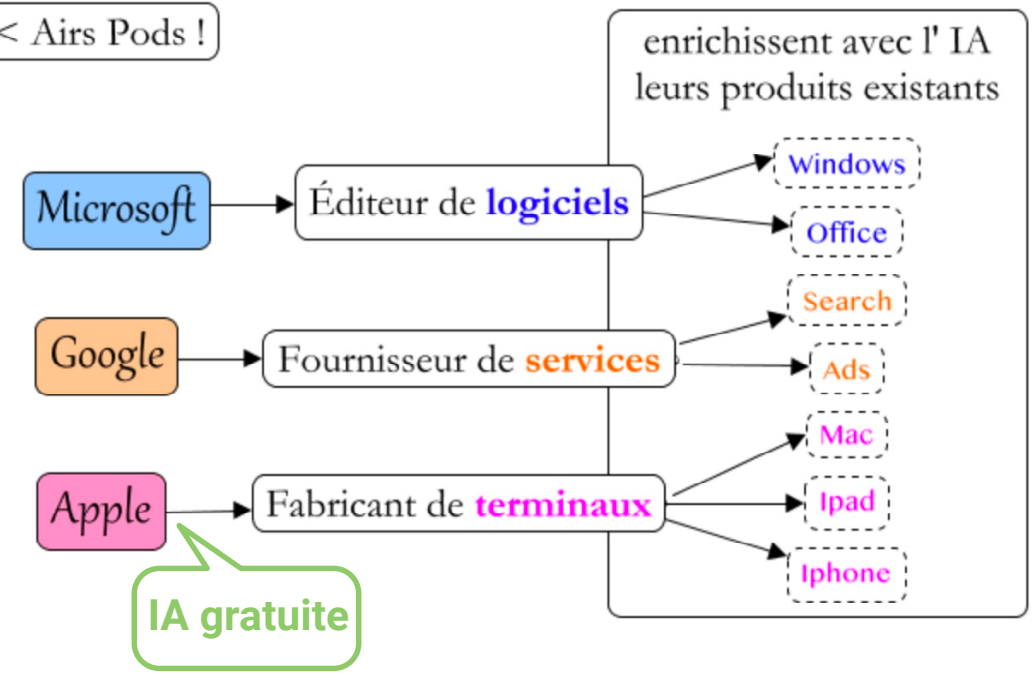 < Airs Pods !
enrichissent avec l' IA
leurs produits existants
Microsoft
Éditeur de logiciels
Windows
Office
Google
Fournisseur de services
Search
Ads
Apple
Fabricant de terminaux
Mac
Ipad
Iphone
IA gratuite